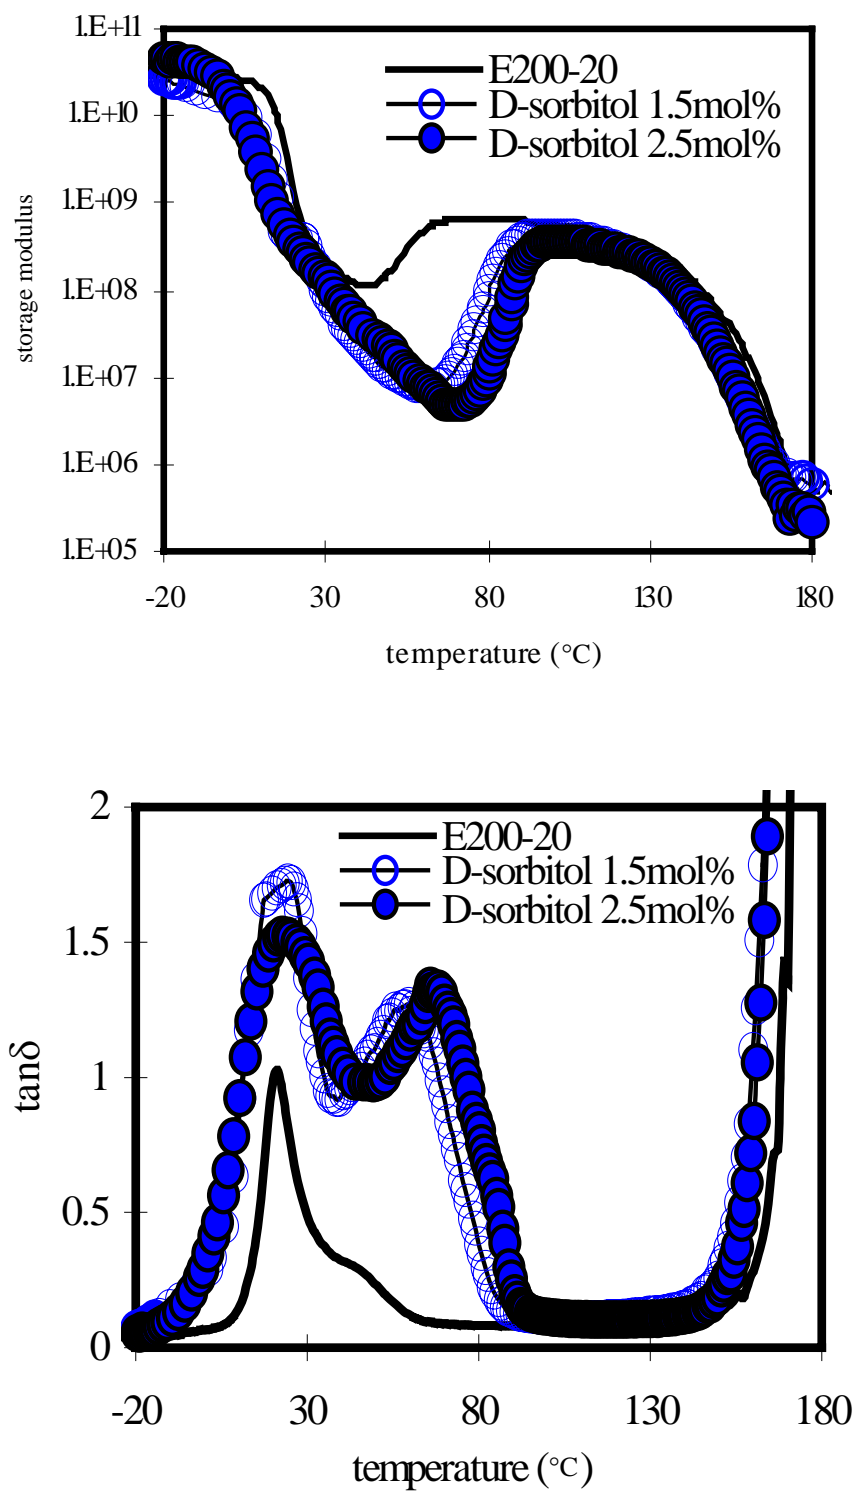 1.E+11
E200-20
D-sorbitol 1.5mol%
D-sorbitol 2.5mol%
1.E+10
1.E+09
1.E+08
1.E+07
1.E+06
1.E+05
storage modulus
-20 30 80 130 180
temperature (°C)
2
E200-20
D-sorbitol 1.5mol%
D-sorbitol 2.5mol%
1.5
1
0.5
0
tanδ
-20 30 80 130 180
temperature (°C)